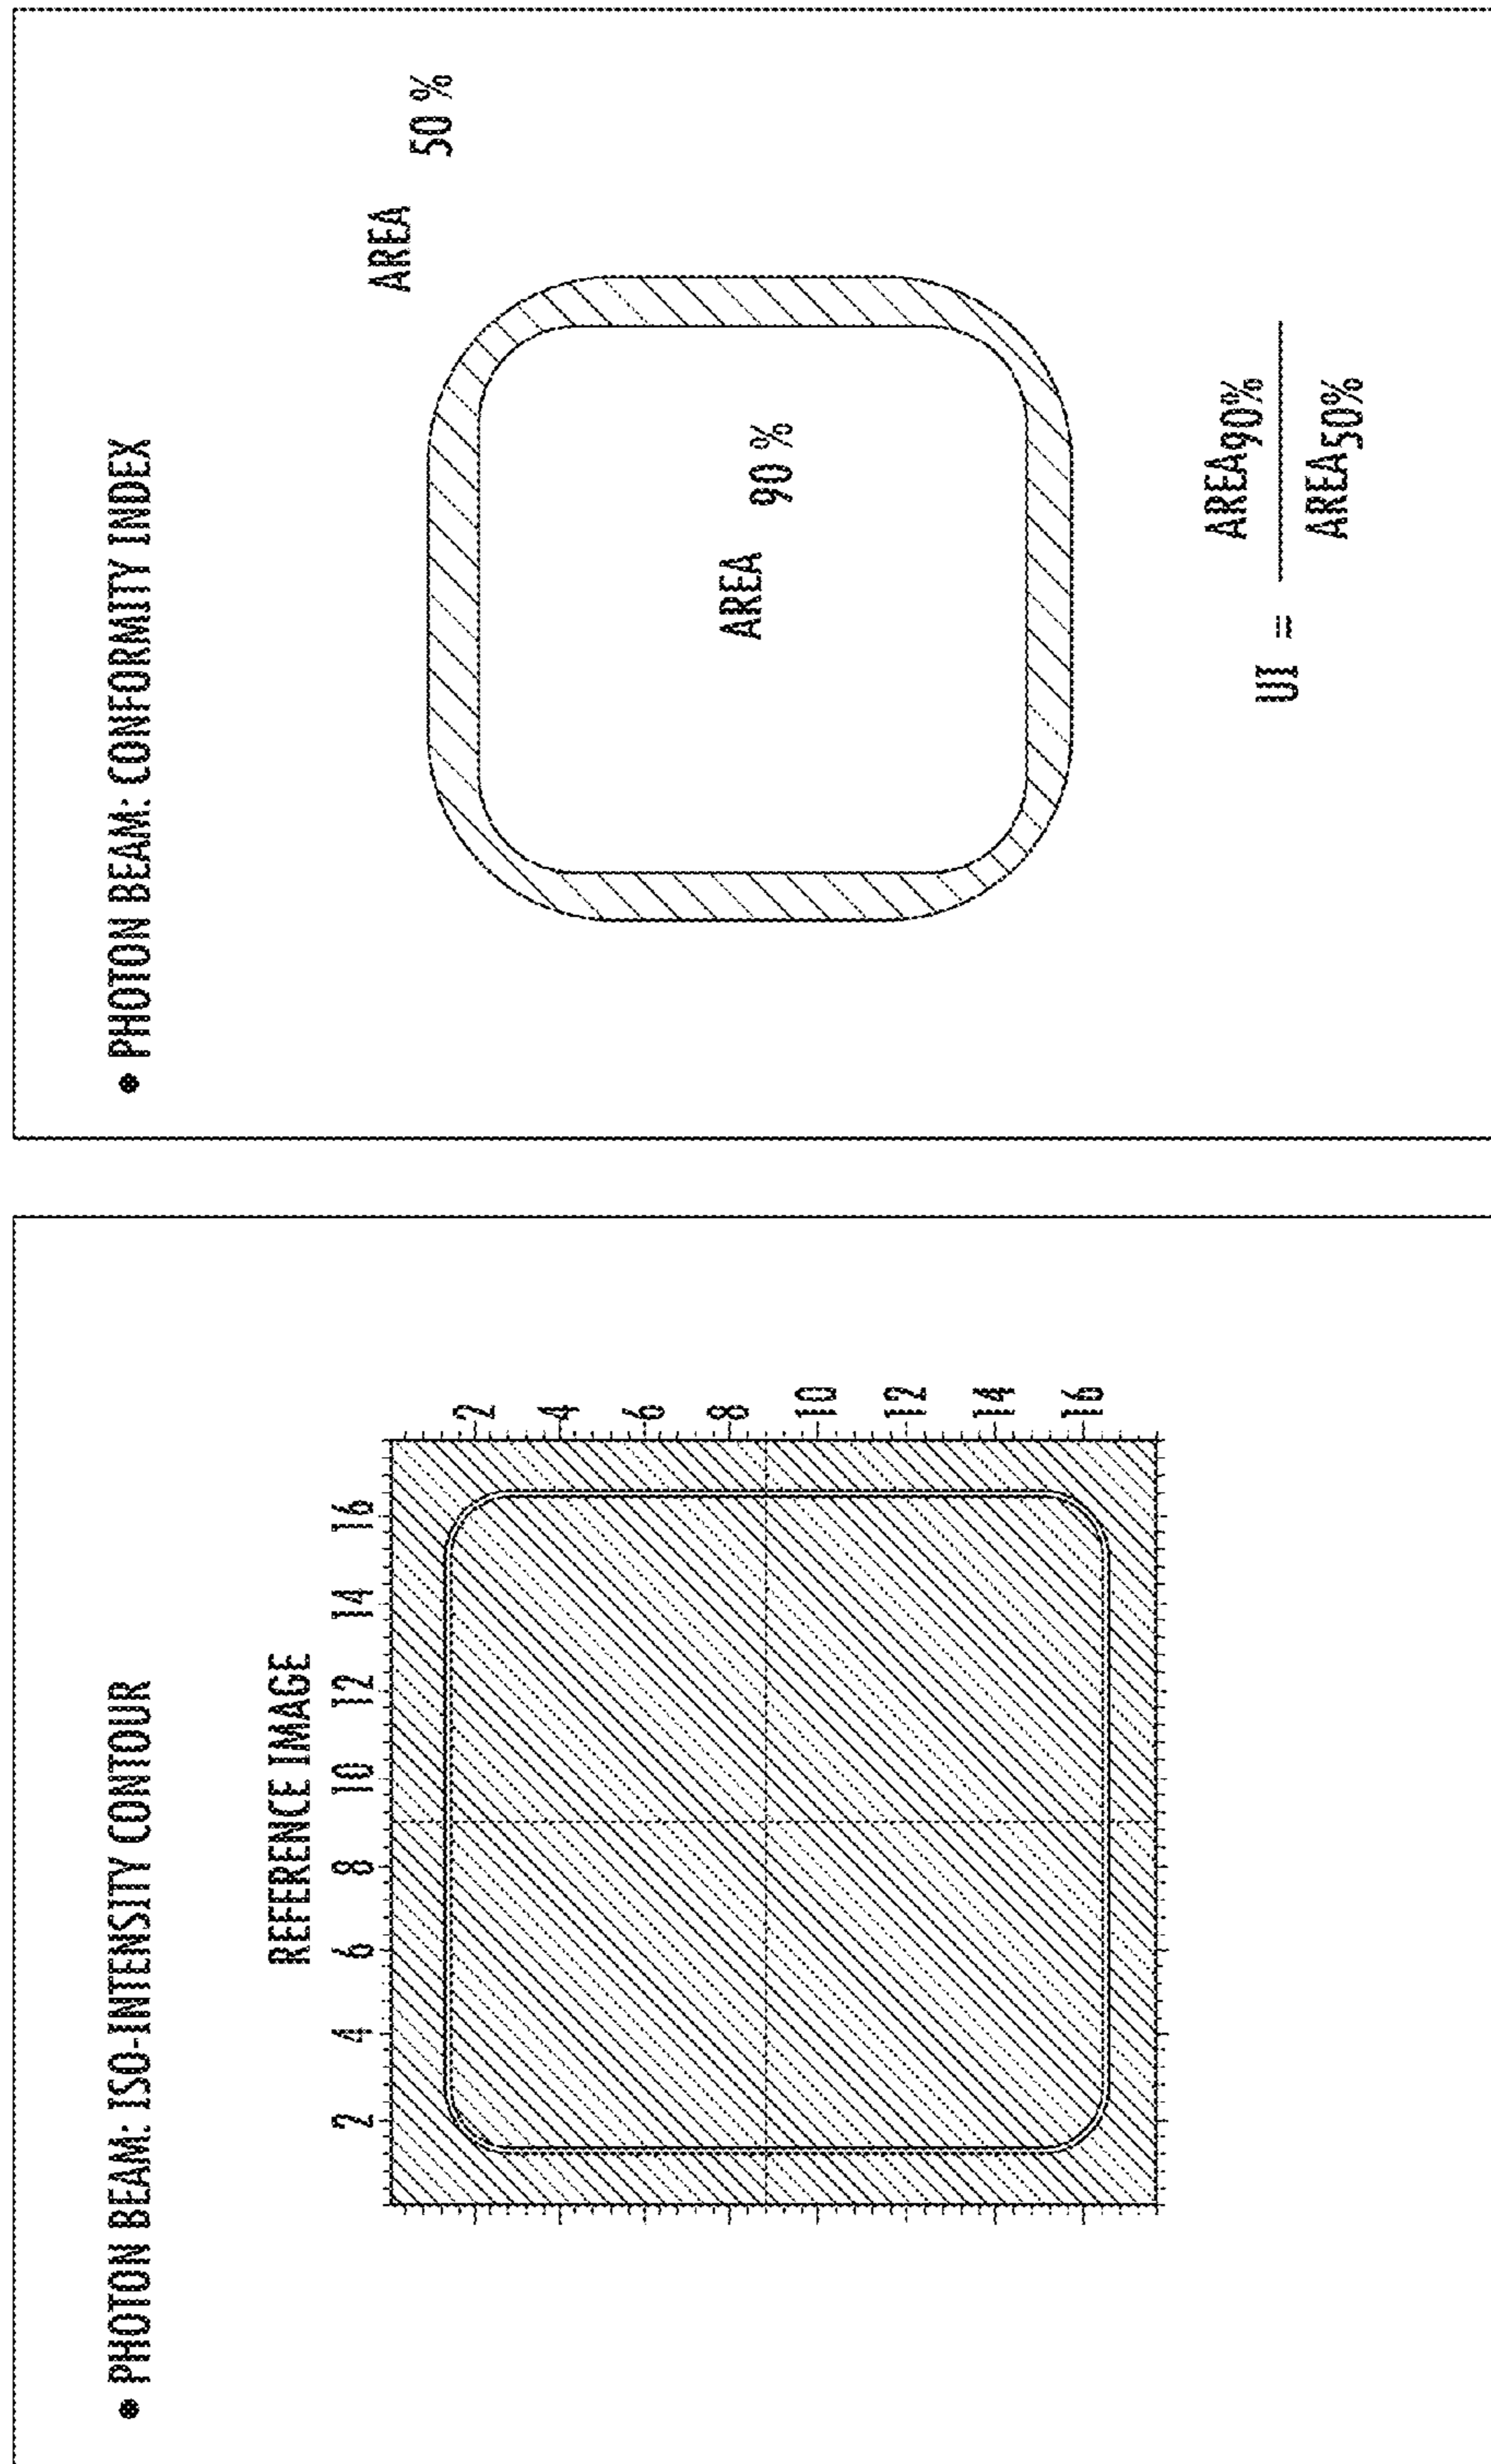 ● PHOTON BEAM: ISO-INTENSITY CONTOUR
REFERENCE IMAGE
2 4 6 8 10 12 14 16
2
4
6
8
10
12
14
16
● PHOTON BEAM: CONFORMITY INDEX
AREA 50 %
AREA 90 %
UI = AREA90%
AREA50%